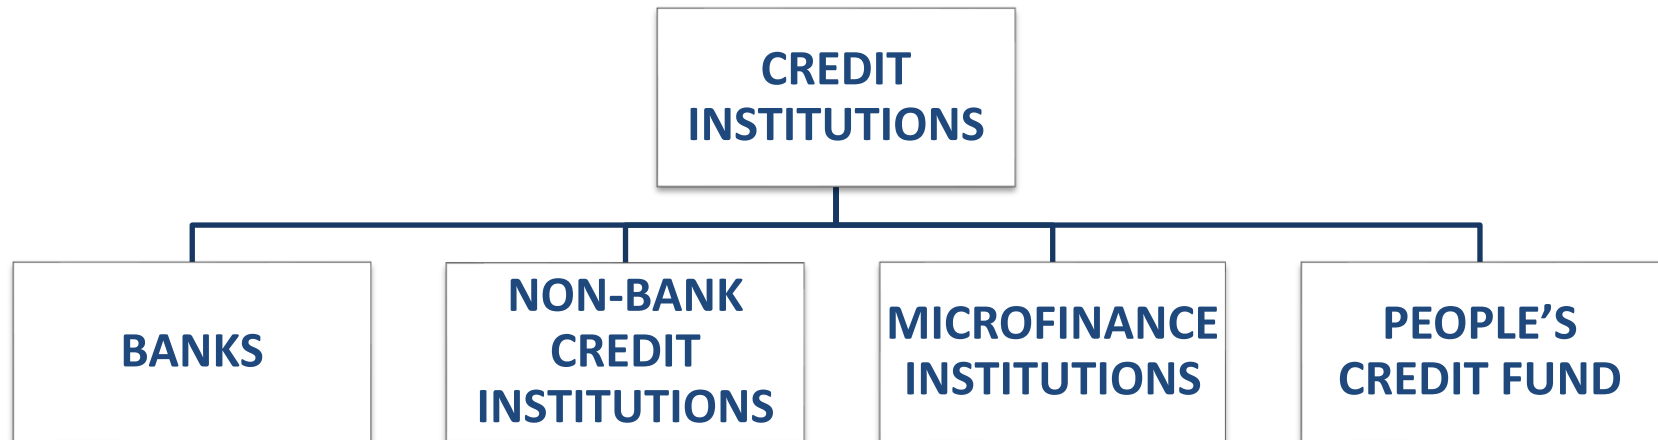 CREDIT
INSTITUTIONS
BANKS
NON-BANK
CREDIT
INSTITUTIONS
MICROFINANCE
INSTITUTIONS
PEOPLE’S
CREDIT FUND